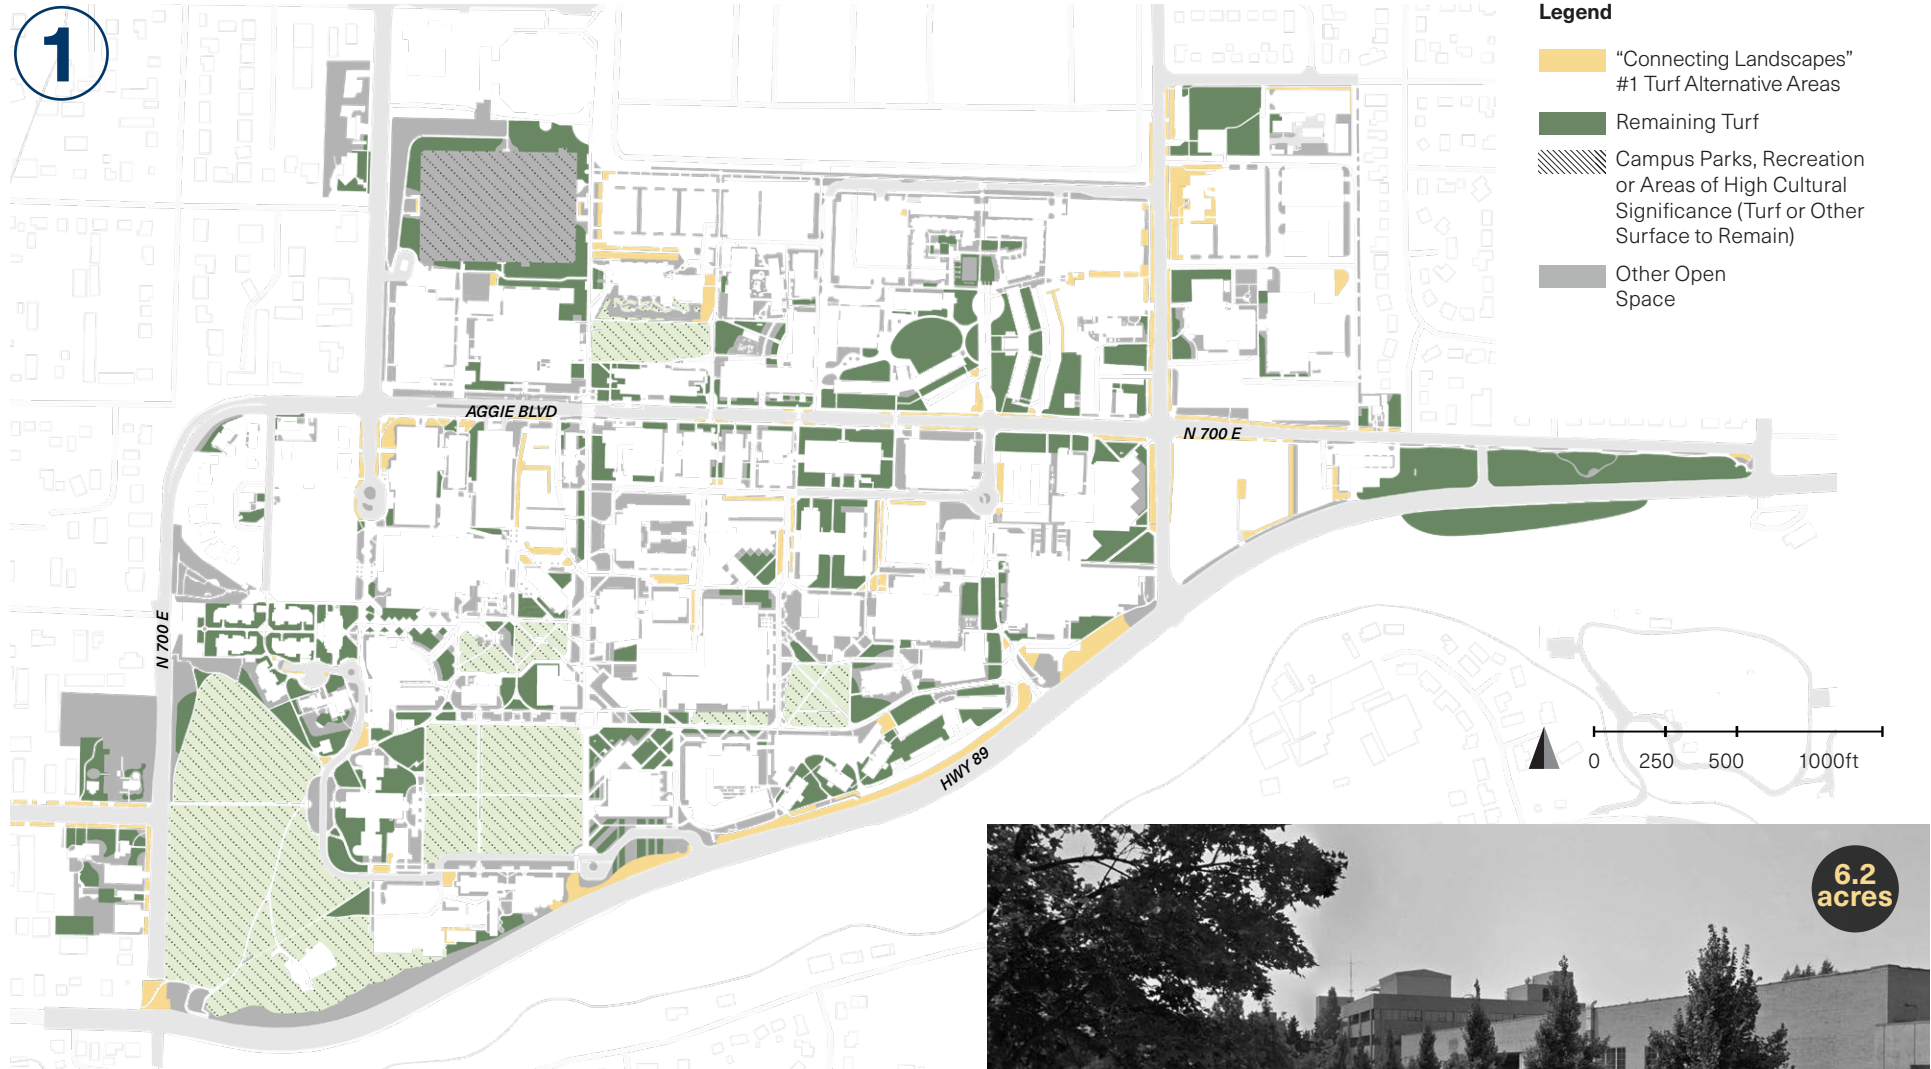 1
Legend
“Connecting Landscapes”
#1 Turf Alternative Areas
Remaining Turf
Campus Parks, Recreation
or Areas of High Cultural
Significance (Turf or Other
Surface to Remain)
Other Open
Space
AGGIE BLVD
N 700 E
N 700 E
HWY 89
0 250 500 1000ft
6.2
acres